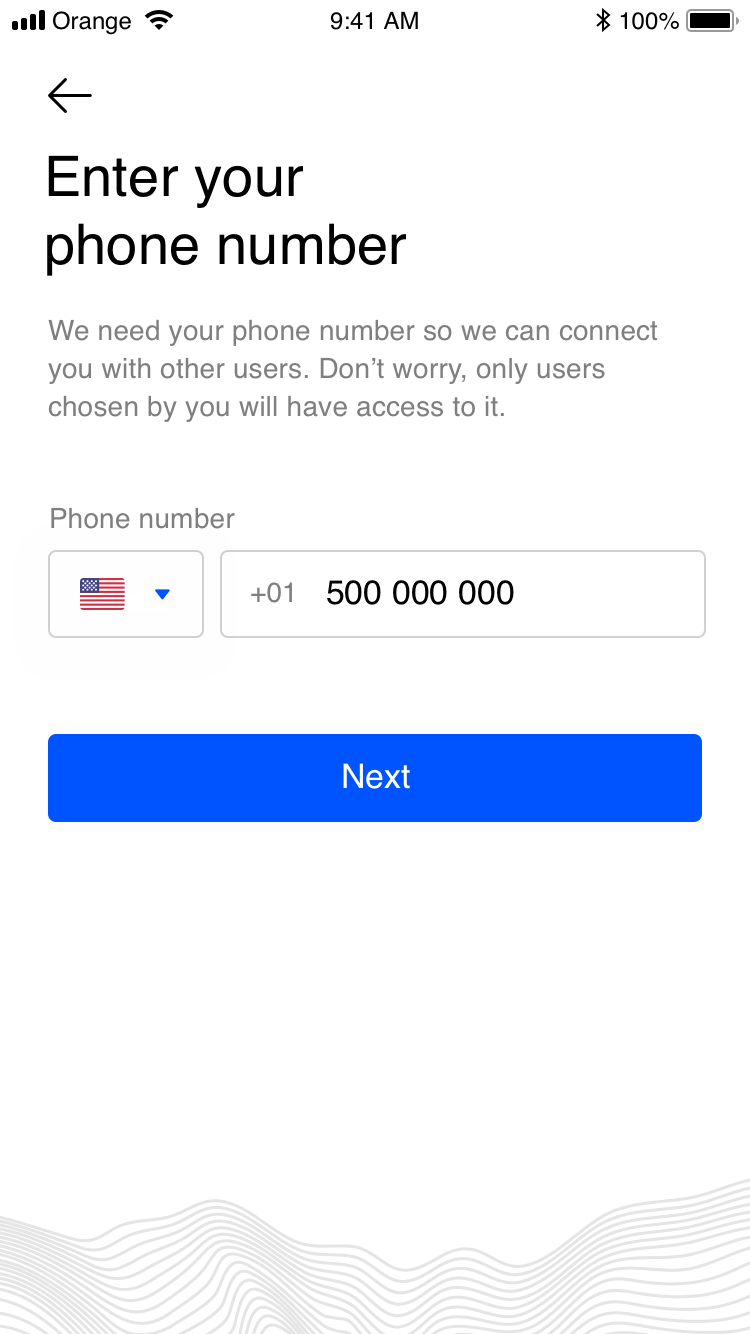 Orange 9:41 AM 100%
Enter your
phone number
We need your phone number so we can connect
you with other users. Don’t worry, only users
chosen by you will have access to it.
Phone number
+01 500 000 000
Next